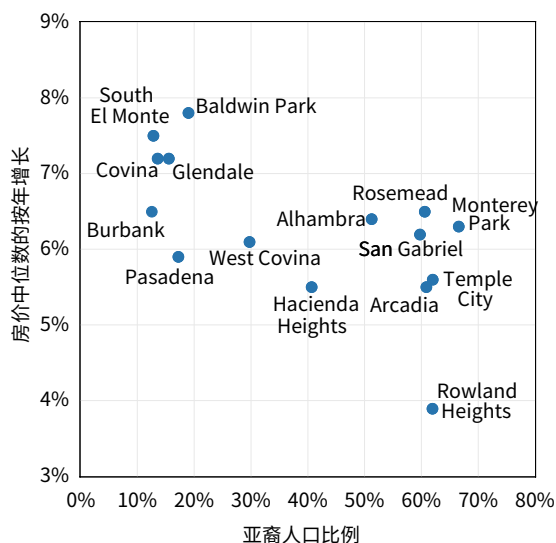 9%
8%
7%
6%
5%
4%
3%
房价中位数的按年增长
South
El Monte
Baldwin Park
Covina
Glendale
Burbank
Pasadena
West Covina
Hacienda
Heights
Alhambra
Rosemead
Monterey
Park
San Gabriel
Arcadia
Temple
City
Rowland
Heights
0%
10%
20%
30%
40%
50%
60%
70%
80%
亚裔人口比例